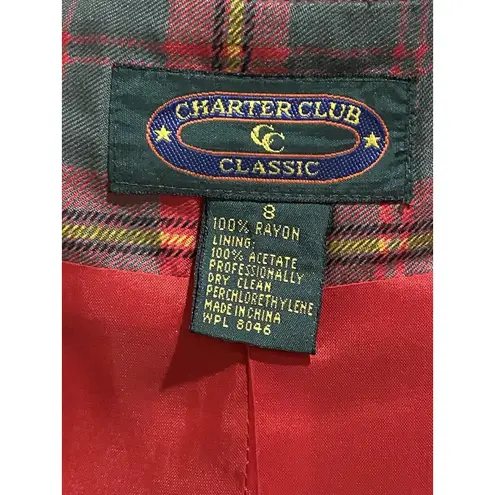 CHARTER CLUB
CC
CLASSIC
8
100% RAYON
LINING:
100% ACETATE
PROFESSIONALLY
DRY CLEAN
PERCHLORETHYLENE
MADE IN CHINA
WPL 8046